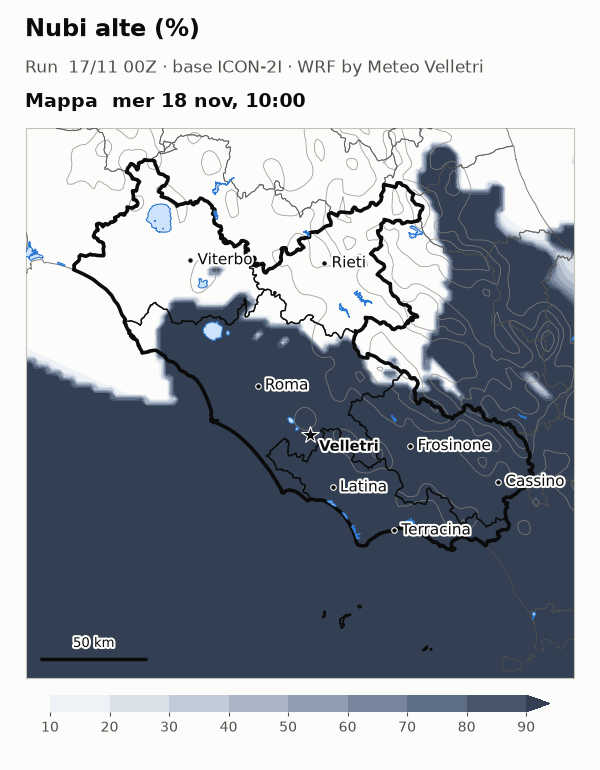 Nubi alte (%)
Run 17/11 00Z · base ICON-2I · WRF by Meteo Velletri
Mappa mer 18 nov, 10:00
Viterbo
Rieti
Roma
Velletri
Frosinone
Latina
Cassino
Terracina
50 km
10 20 30 40 50 60 70 80 90